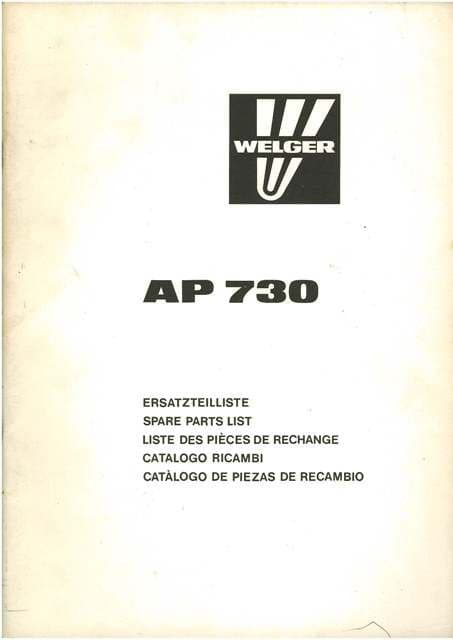 WELGER
AP 730
ERSATZTEILLISTE
SPARE PARTS LIST
LISTE DES PIÈCES DE RECHANGE
CATALOGO RICAMBI
CATÀLOGO DE PIEZAS DE RECAMBIO